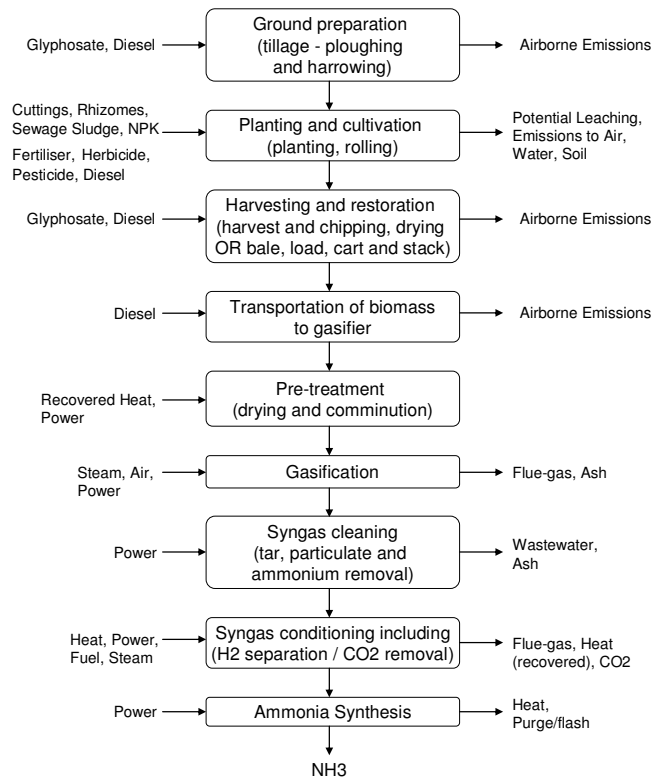 Glyphosate, Diesel
Ground preparation
(tillage - ploughing
and harrowing)
Airborne Emissions
Cuttings, Rhizomes,
Sewage Sludge, NPK
Fertiliser, Herbicide,
Pesticide, Diesel
Planting and cultivation
(planting, rolling)
Potential Leaching,
Emissions to Air,
Water, Soil
Glyphosate, Diesel
Harvesting and restoration
(harvest and chipping, drying
OR bale, load, cart and stack)
Airborne Emissions
Diesel
Transportation of biomass
to gasifier
Airborne Emissions
Recovered Heat,
Power
Pre-treatment
(drying and comminution)
Steam, Air,
Power
Gasification
Flue-gas, Ash
Power
Syngas cleaning
(tar, particulate and
ammonium removal)
Wastewater,
Ash
Heat, Power,
Fuel, Steam
Syngas conditioning including
(H2 separation / CO2 removal)
Flue-gas, Heat
(recovered), CO2
Power
Ammonia Synthesis
Heat,
Purge/flash
NH3